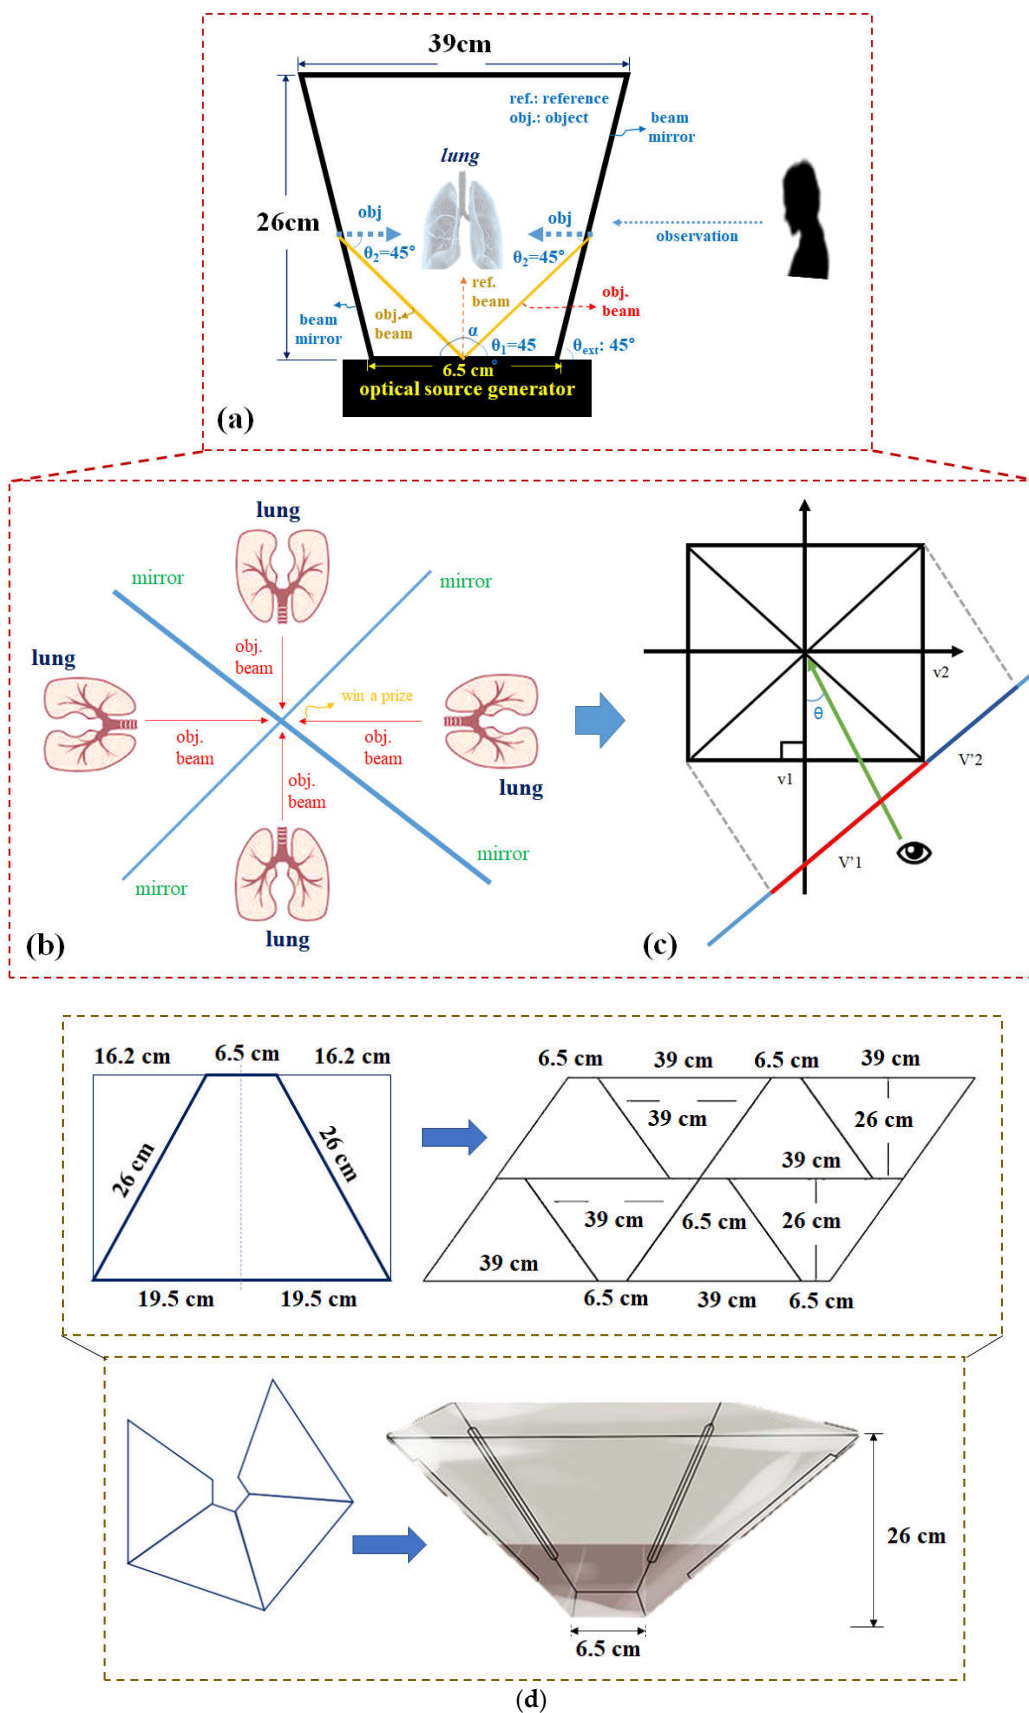 39cm
ref.: reference
obj.: object
beam
mirror
lung
26cm
obj
obj
observation
θ2=45°
θ2=45°
ref.
beam
obj.
beam
beam
mirror
obj.
beam
α
θ1=45
°
θext: 45°
6.5 cm
optical source generator
(a)
lung
mirror
mirror
obj.
beam
lung
win a prize
obj.
beam
obj.
beam
obj.
beam
lung
mirror
mirror
lung
(b)
v2
θ
v1
V'2
V'1
(c)
16.2 cm
6.5 cm
16.2 cm
26 cm
26 cm
19.5 cm
19.5 cm
6.5 cm
39 cm
6.5 cm
39 cm
39 cm
26 cm
39 cm
39 cm
6.5 cm
26 cm
39 cm
6.5 cm
39 cm
6.5 cm
26 cm
6.5 cm
(d)